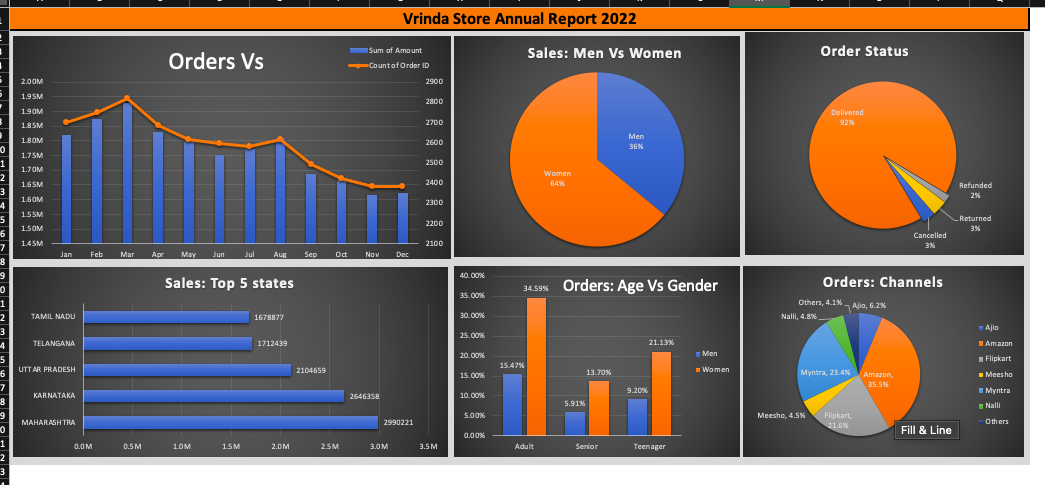 Vrinda Store Annual Report 2022
Orders Vs
Sum of Amount
Count of Order ID
2.00M
1.95M
1.90M
1.85M
1.80M
1.75M
1.70M
1.65M
1.60M
1.55M
1.50M
1.45M
2900
2800
2700
2600
2500
2400
2300
2200
2100
Jan Feb Mar Apr May Jun Jul Aug Sep Oct Nov Dec
Sales: Men Vs Women
Men
36%
Women
64%
Order Status
Delivered
92%
Refunded
2%
Returned
3%
Cancelled
3%
Sales: Top 5 states
TAMIL NADU 1678877
TELANGANA 1712439
UTTAR PRADESH 2104659
KARNATAKA 2646358
MAHARASHTRA 2990221
0.0M 0.5M 1.0M 1.5M 2.0M 2.5M 3.0M 3.5M
Orders: Age Vs Gender
40.00%
35.00%
30.00%
25.00%
20.00%
15.00%
10.00%
5.00%
0.00%
34.59%
15.47%
5.91%
13.70%
9.20%
21.13%
Adult Senior Teenager
Men
Women
Orders: Channels
Others, 4.1%
Ajio, 6.2%
Nalli, 4.8%
Myntra, 23.4%
Amazon,
35.5%
Meesho, 4.5%
Flipkart,
21.6%
Ajio
Amazon
Flipkart
Meesho
Myntra
Nalli
Others
Fill & Line